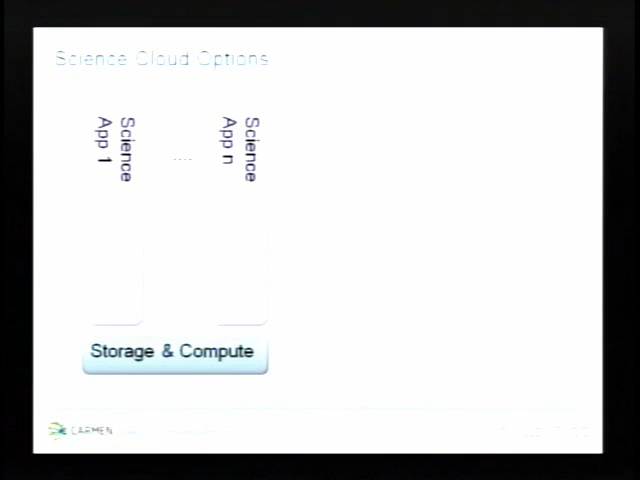 Science Cloud Options
Science
App 1
....
Science
App n
Storage & Compute
CARMEN